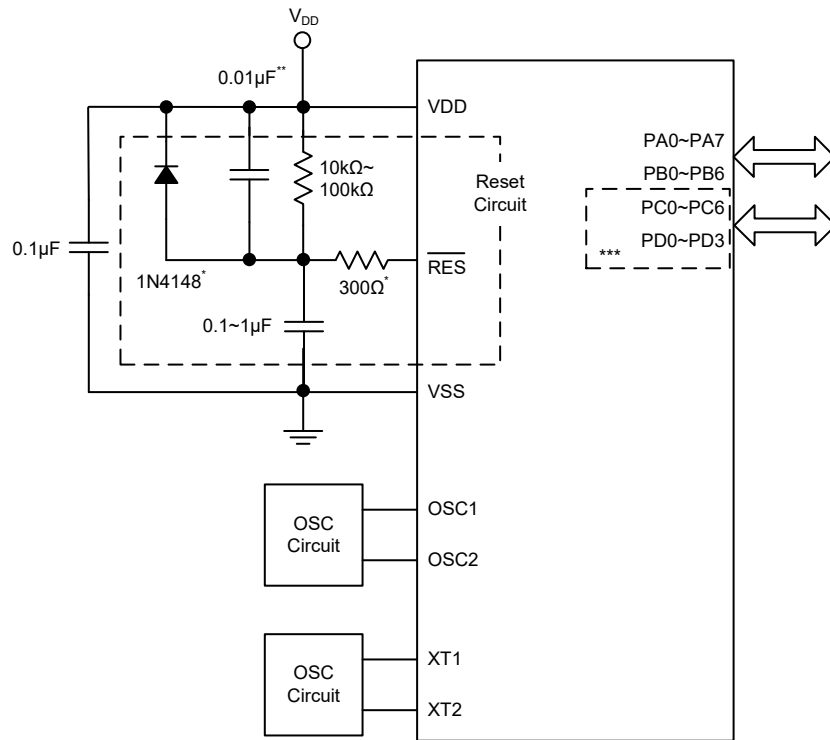 VDD
0.01µF**
VDD
10kΩ~
100kΩ
Reset
Circuit
PA0~PA7
PB0~PB6
PC0~PC6
PD0~PD3
***
0.1µF
1N4148*
300Ω*
RES
0.1~1µF
VSS
OSC
Circuit
OSC1
OSC2
OSC
Circuit
XT1
XT2